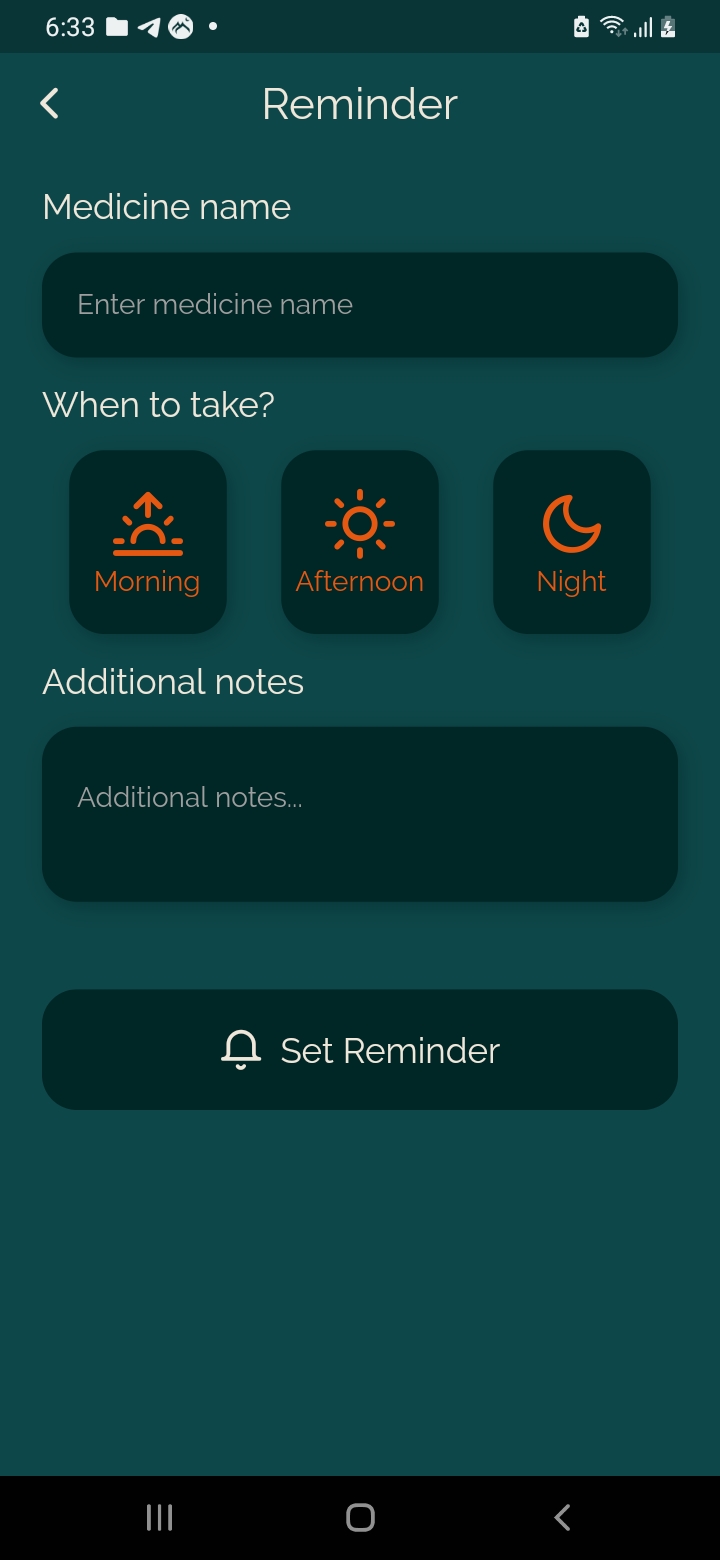 6:33
Reminder
Medicine name
Enter medicine name
When to take?
Morning Afternoon Night
Additional notes
Additional notes...
Set Reminder